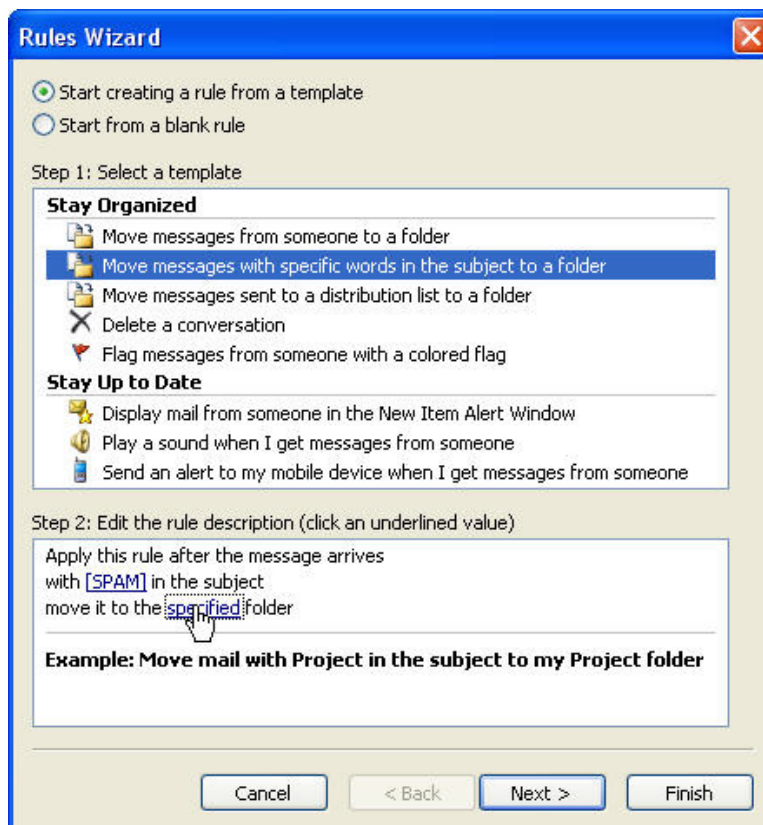 Rules Wizard
Start creating a rule from a template
Start from a blank rule
Step 1: Select a template
Stay Organized
Move messages from someone to a folder
Move messages with specific words in the subject to a folder
Move messages sent to a distribution list to a folder
Delete a conversation
Flag messages from someone with a colored flag
Stay Up to Date
Display mail from someone in the New Item Alert Window
Play a sound when I get messages from someone
Send an alert to my mobile device when I get messages from someone
Step 2: Edit the rule description (click an underlined value)
Apply this rule after the message arrives
with [SPAM] in the subject
move it to the specified folder
Example: Move mail with Project in the subject to my Project folder
Cancel < Back Next > Finish